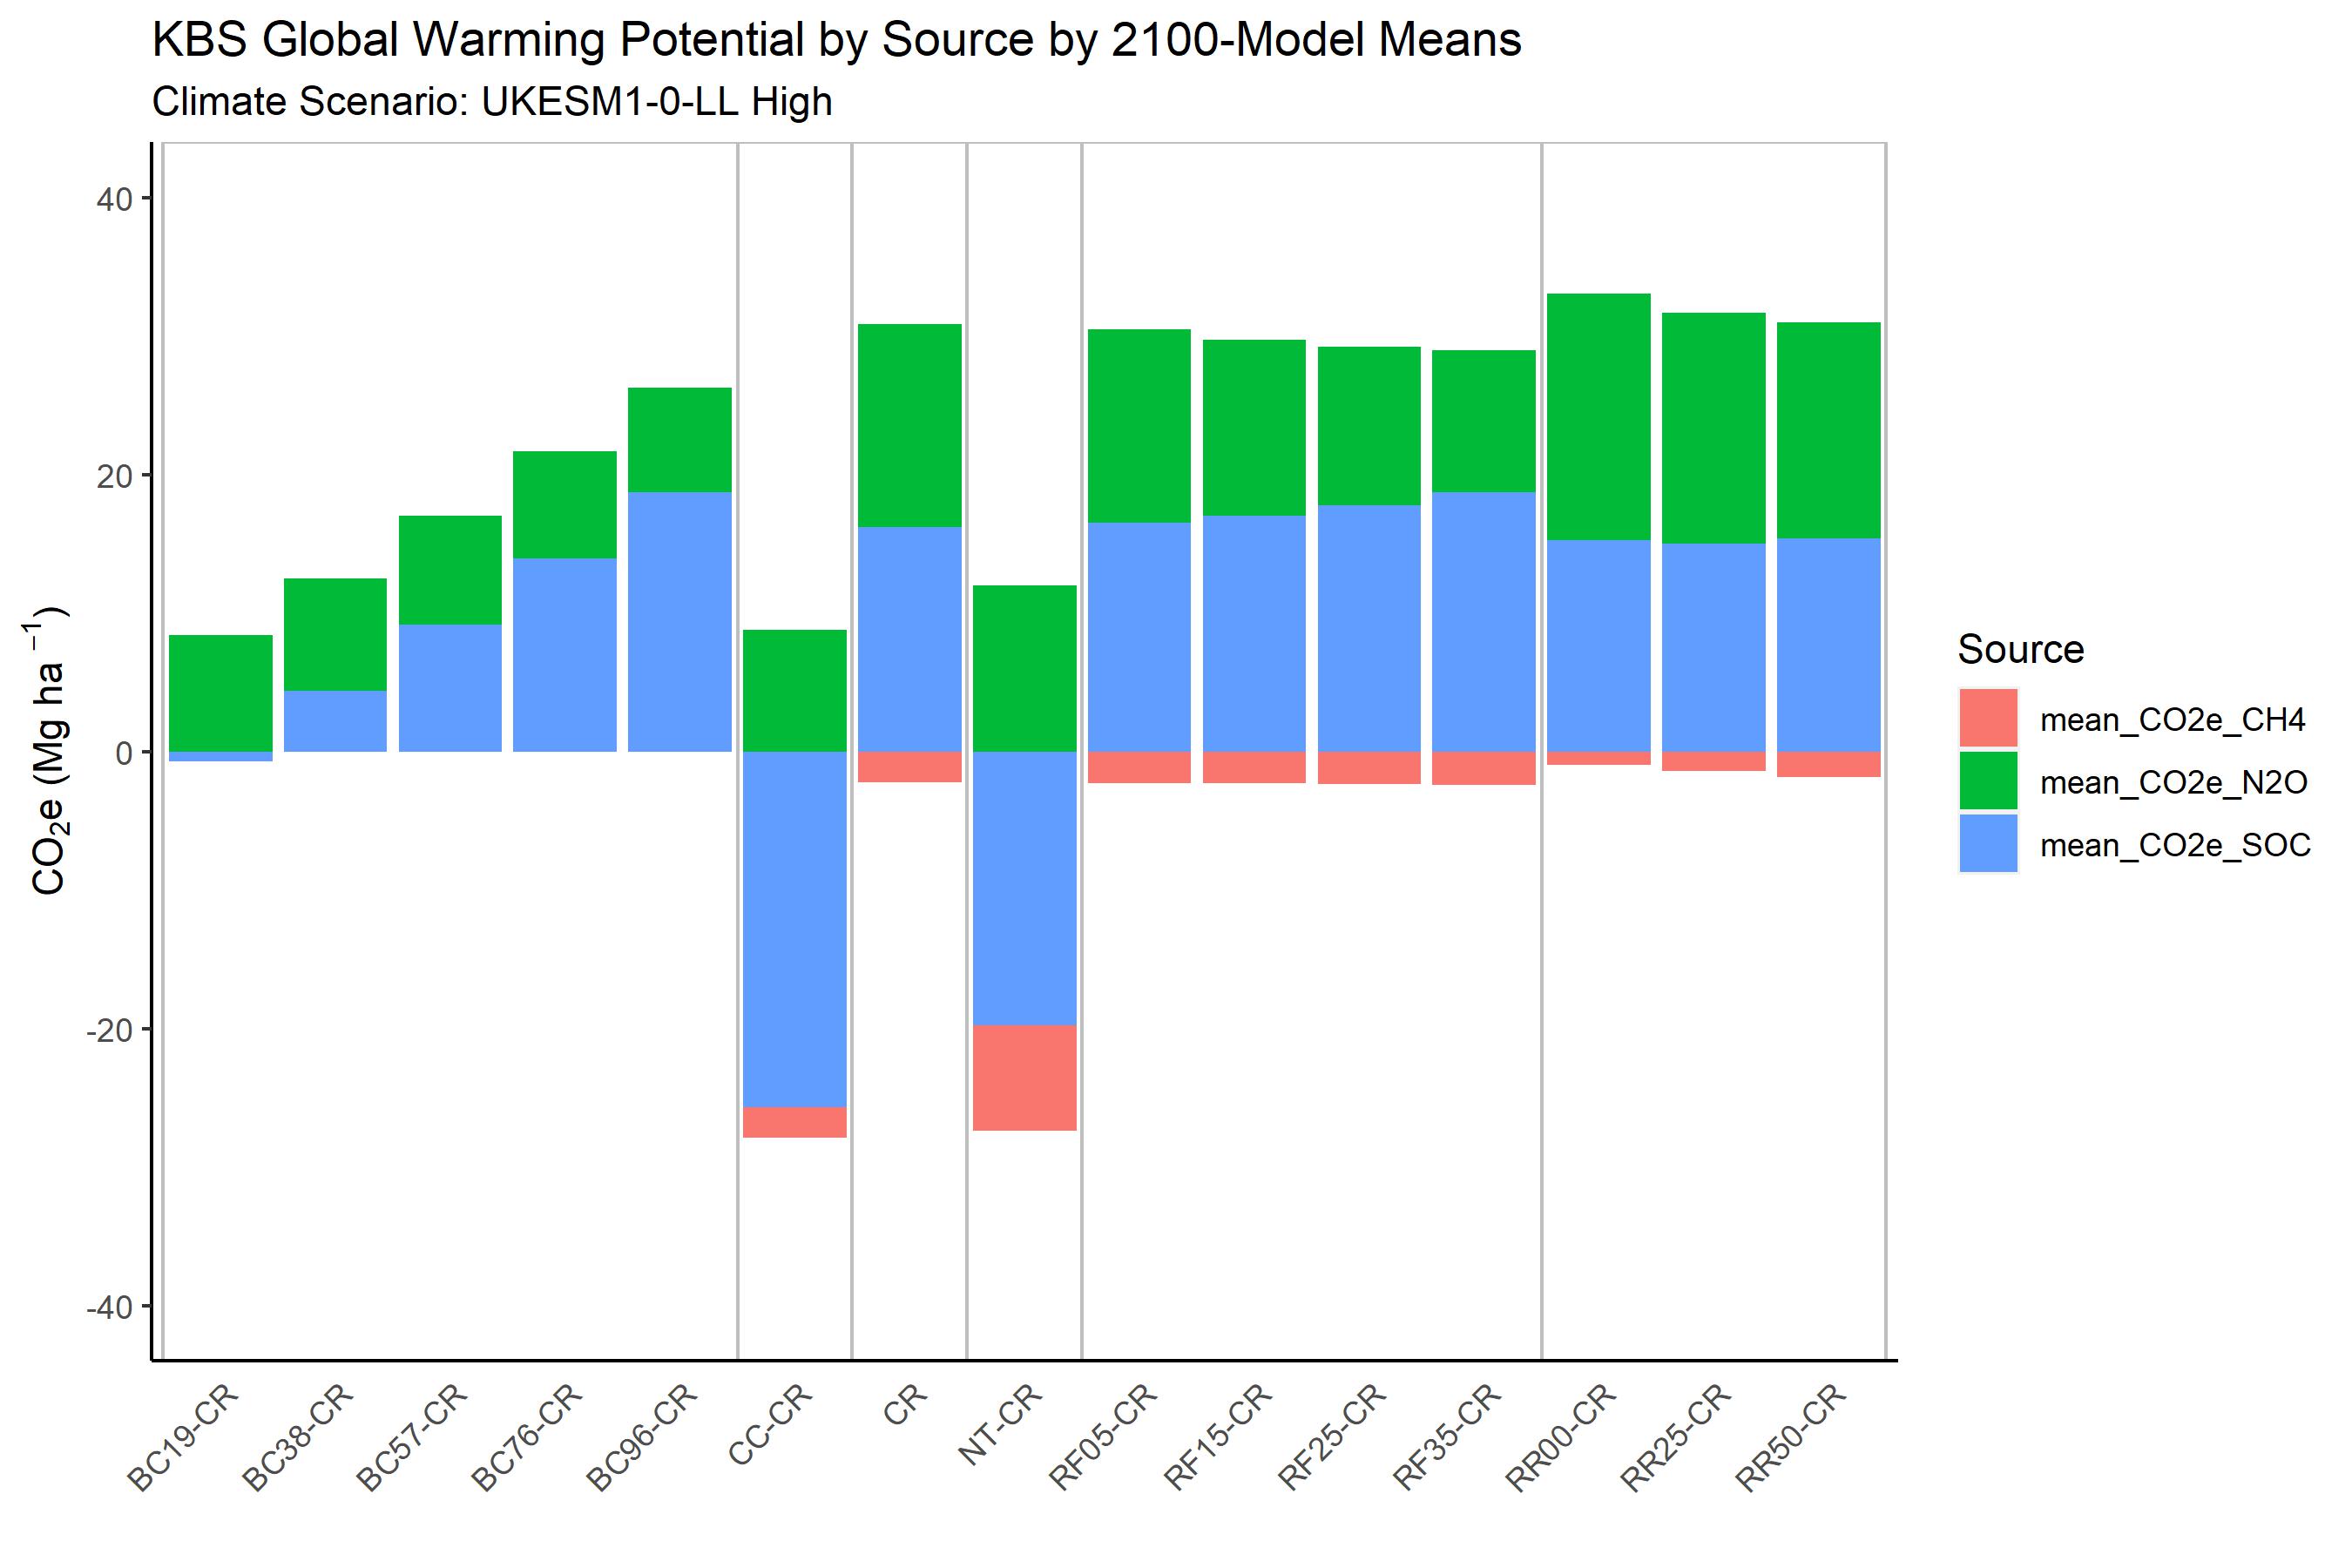 KBS Global Warming Potential by Source by 2100-Model Means
Climate Scenario: UKESM1-0-LL High
CO₂e (Mg ha ⁻¹)
40
20
0
-20
-40
BC19-CR
BC38-CR
BC57-CR
BC76-CR
BC96-CR
CC-CR
CR
NT-CR
RF05-CR
RF15-CR
RF25-CR
RF35-CR
RR00-CR
RR25-CR
RR50-CR
Source
mean_CO2e_CH4
mean_CO2e_N2O
mean_CO2e_SOC